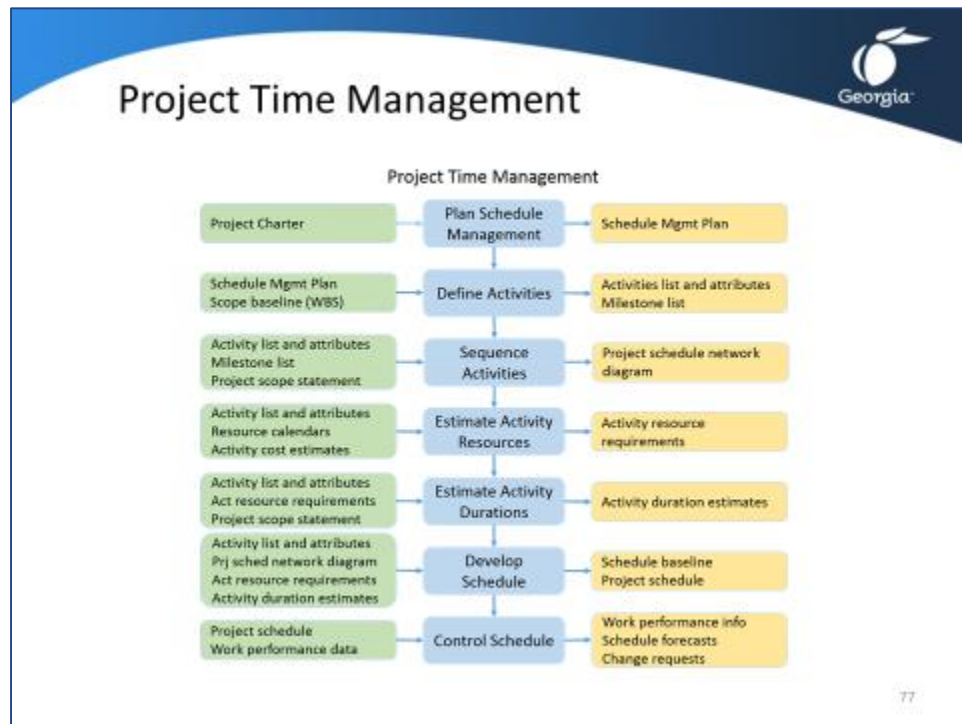 Georgia
Project Time Management
Project Time Management
Project Charter
Plan Schedule
Management
Schedule Mgmt Plan
Schedule Mgmt Plan
Scope baseline (WBS)
Define Activities
Activities list and attributes
Milestone list
Activity list and attributes
Milestone list
Project scope statement
Sequence
Activities
Project schedule network
diagram
Activity list and attributes
Resource calendars
Activity cost estimates
Estimate Activity
Resources
Activity resource
requirements
Activity list and attributes
Act resource requirements
Project scope statement
Estimate Activity
Durations
Activity duration estimates
Activity list and attributes
Prj sched network diagram
Act resource requirements
Activity duration estimates
Develop
Schedule
Schedule baseline
Project schedule
Project schedule
Work performance data
Control Schedule
Work performance info
Schedule forecasts
Change requests
77